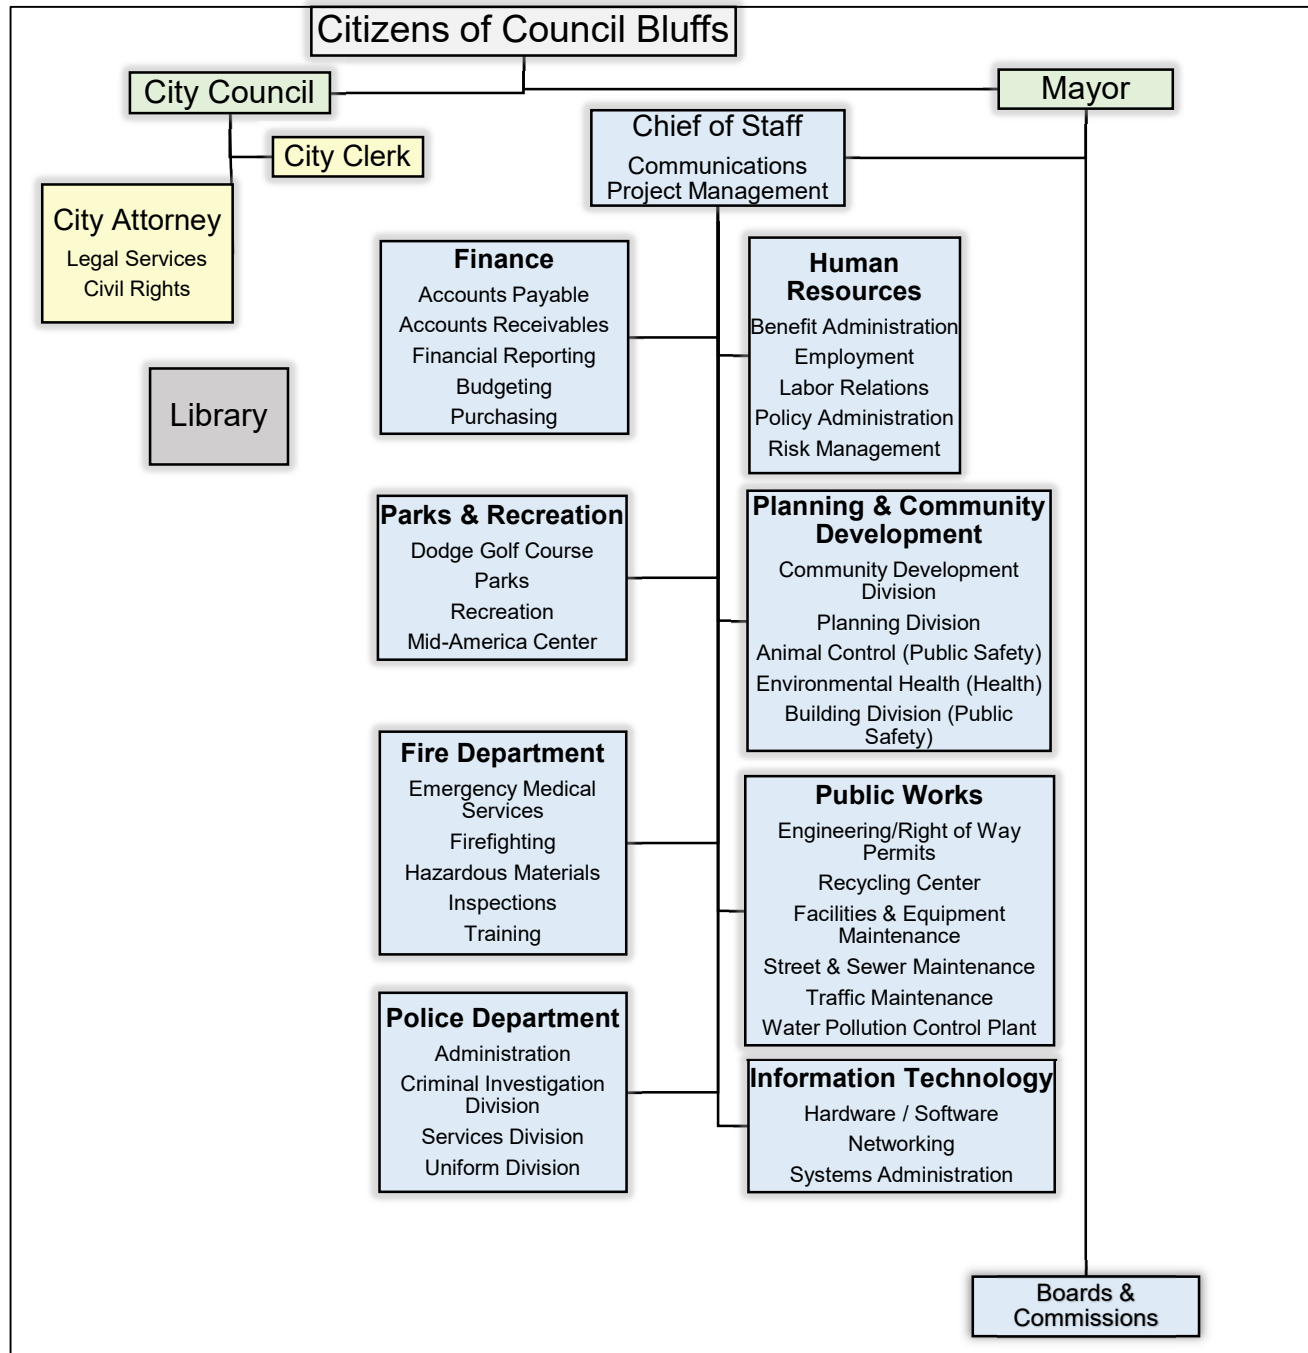 Citizens of Council Bluffs
City Council
Mayor
City Clerk
Chief of Staff
Communications
Project Management
City Attorney
Legal Services
Civil Rights
Library
Finance
Accounts Payable
Accounts Receivables
Financial Reporting
Budgeting
Purchasing
Human
Resources
Benefit Administration
Employment
Labor Relations
Policy Administration
Risk Management
Parks & Recreation
Dodge Golf Course
Parks
Recreation
Mid-America Center
Planning & Community
Development
Community Development
Division
Planning Division
Animal Control (Public Safety)
Environmental Health (Health)
Building Division (Public
Safety)
Fire Department
Emergency Medical
Services
Firefighting
Hazardous Materials
Inspections
Training
Public Works
Engineering/Right of Way
Permits
Recycling Center
Facilities & Equipment
Maintenance
Street & Sewer Maintenance
Traffic Maintenance
Water Pollution Control Plant
Police Department
Administration
Criminal Investigation
Division
Services Division
Uniform Division
Information Technology
Hardware / Software
Networking
Systems Administration
Boards &
Commissions